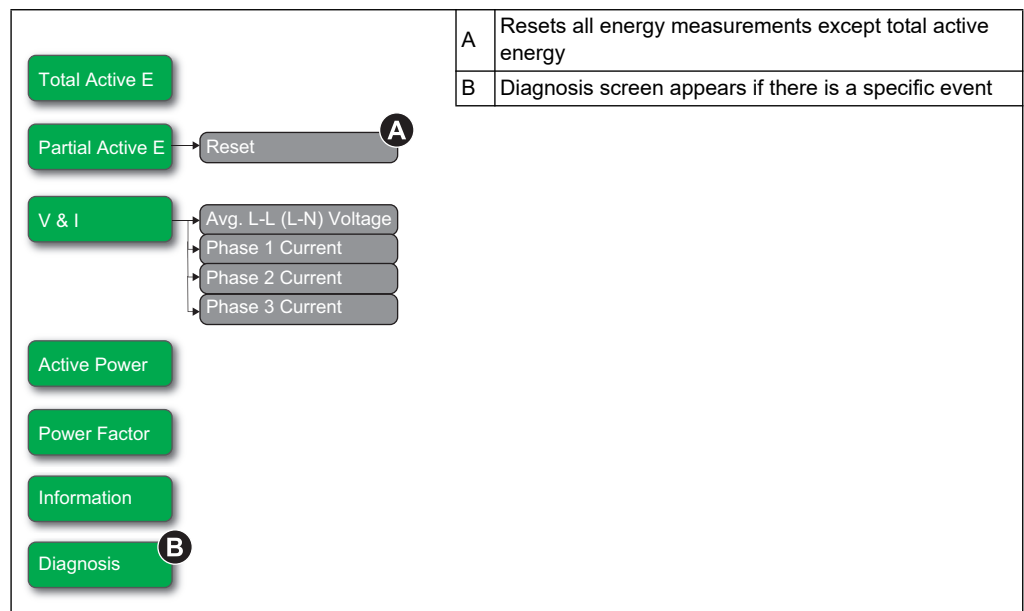 A Resets all energy measurements except total active
energy
B Diagnosis screen appears if there is a specific event
Total Active E
Partial Active E
Reset
A
V & I
Avg. L-L (L-N) Voltage
Phase 1 Current
Phase 2 Current
Phase 3 Current
Active Power
Power Factor
Information
Diagnosis
B